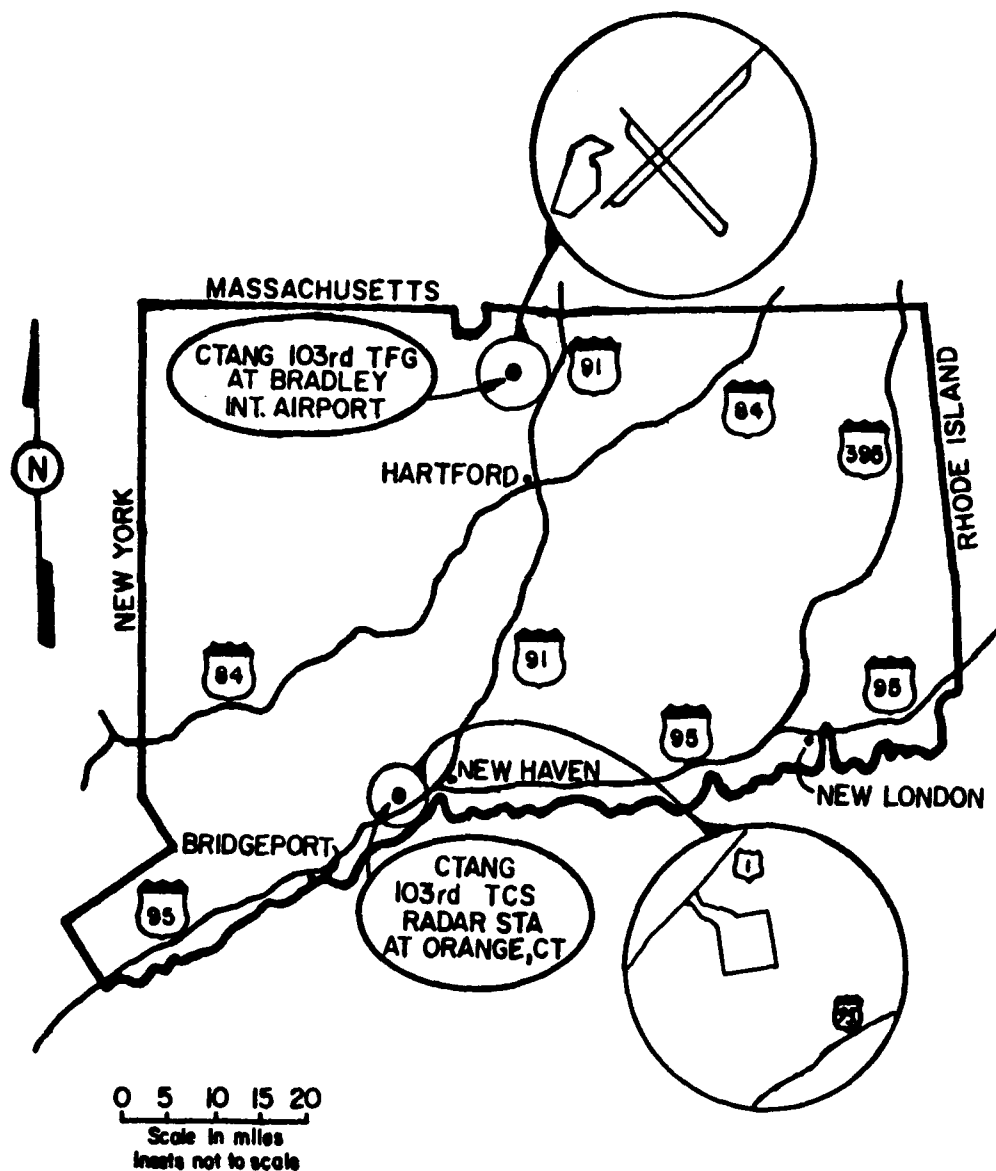 MASSACHUSETTS
CTANG 103rd TFG
AT BRADLEY
INT. AIRPORT
91
84
395
RHODE ISLAND
N
HARTFORD
NEW YORK
84
91
95
95
NEW HAVEN
NEW LONDON
BRIDGEPORT
95
CTANG
103rd TCS
RADAR STA
AT ORANGE, CT
1
0 5 10 15 20
Scale in miles
Insets not to scale